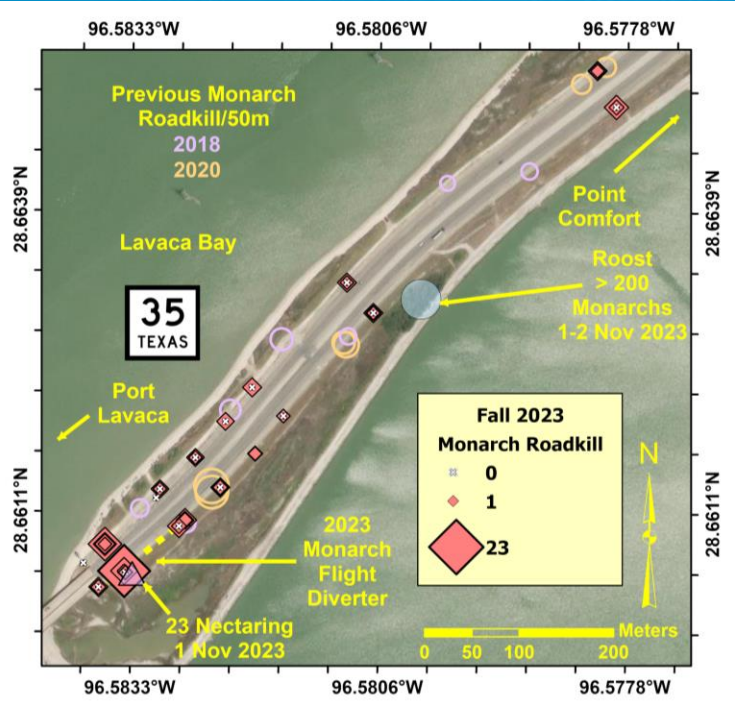 96.5833°W 96.5806°W 96.5778°W
Previous Monarch
Roadkill/50m
2018
2020
28.6639°N
28.6639°N
Point
Comfort
Lavaca Bay
Roost
> 200
Monarchs
1-2 Nov 2023
35
TEXAS
Port
Lavaca
Fall 2023
Monarch Roadkill
0
1
23
N
28.6611°N
28.6611°N
2023
Monarch
Flight
Diverter
23 Nectaring
1 Nov 2023
Meters
0 50 100 200
96.5833°W 96.5806°W 96.5778°W